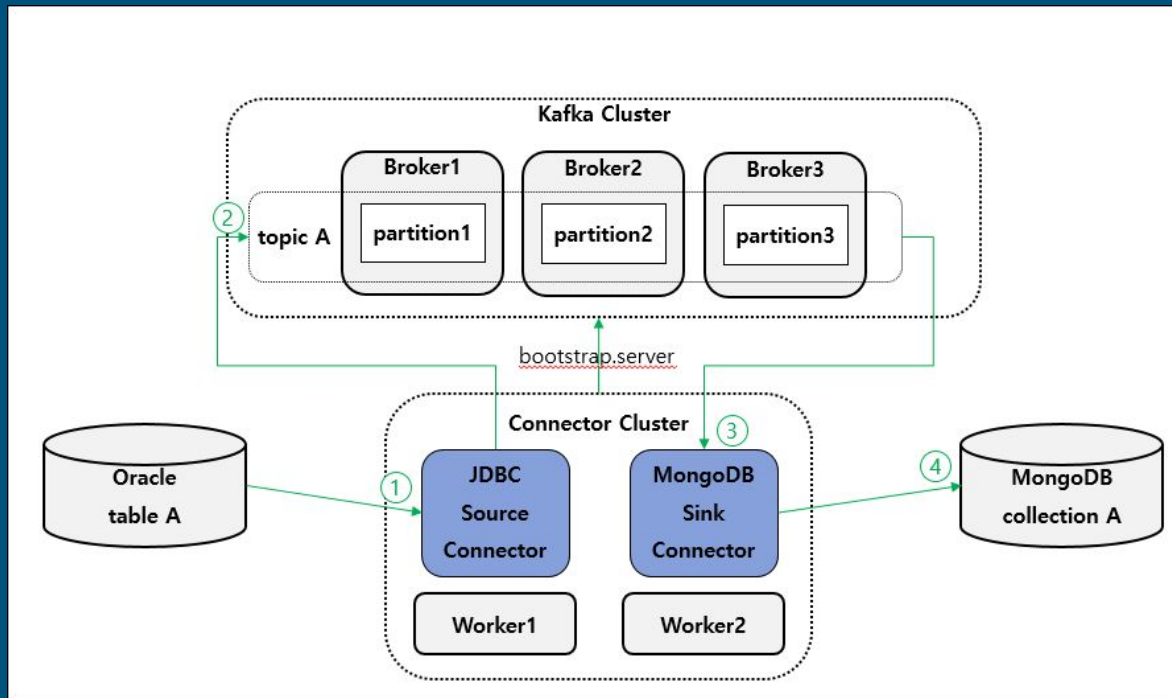 Kafka Cluster
Broker1
Broker2
Broker3
②
topic A
partition1
partition2
partition3
bootstrap.server
Connector Cluster
③
Oracle
table A
①
JDBC
Source
Connector
MongoDB
Sink
Connector
④
MongoDB
collection A
Worker1
Worker2